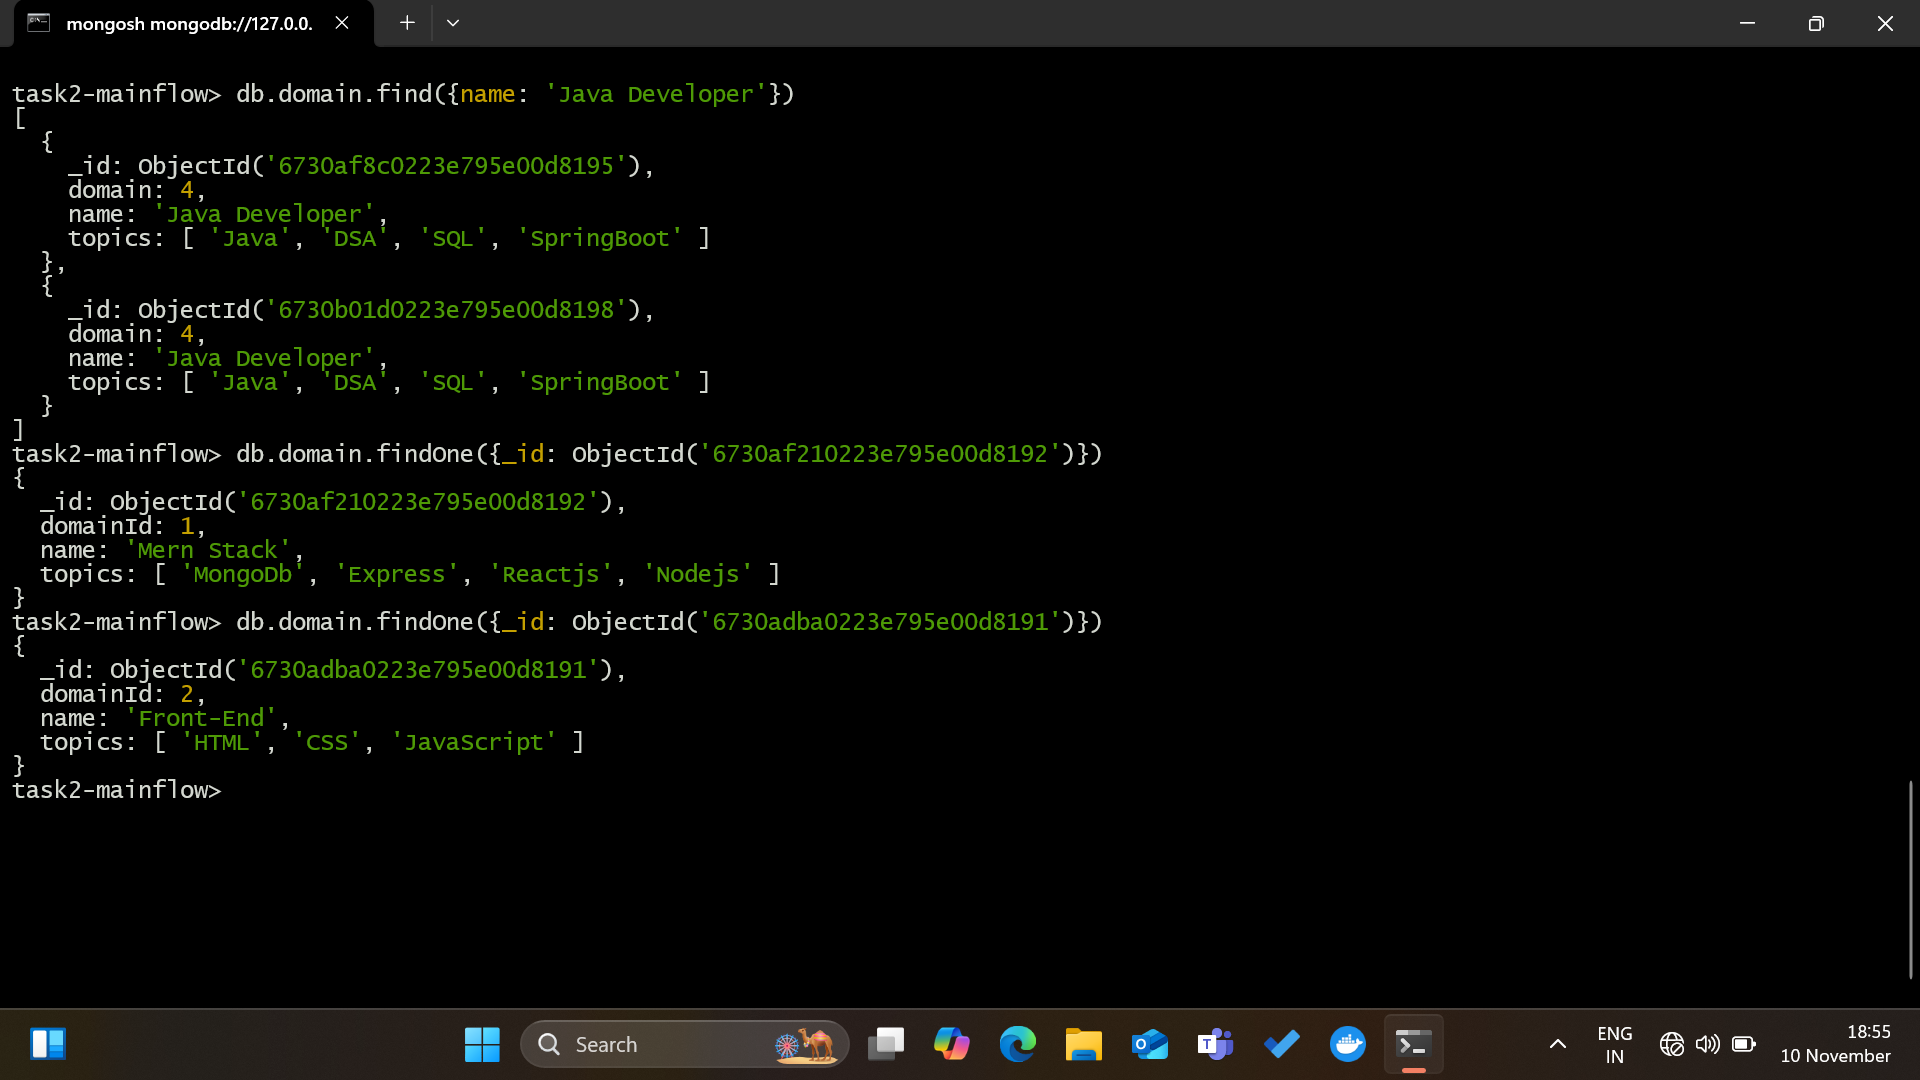 mongosh mongodb://127.0.0.
task2-mainflow> db.domain.find({name: 'Java Developer'})
[
  {
    _id: ObjectId('6730af8c0223e795e00d8195'),
    domain: 4,
    name: 'Java Developer',
    topics: [ 'Java', 'DSA', 'SQL', 'SpringBoot' ]
  },
  {
    _id: ObjectId('6730b01d0223e795e00d8198'),
    domain: 4,
    name: 'Java Developer',
    topics: [ 'Java', 'DSA', 'SQL', 'SpringBoot' ]
  }
]
task2-mainflow> db.domain.findOne({_id: ObjectId('6730af210223e795e00d8192')})
{
  _id: ObjectId('6730af210223e795e00d8192'),
  domainId: 1,
  name: 'Mern Stack',
  topics: [ 'MongoDb', 'Express', 'Reactjs', 'Nodejs' ]
}
task2-mainflow> db.domain.findOne({_id: ObjectId('6730adba0223e795e00d8191')})
{
  _id: ObjectId('6730adba0223e795e00d8191'),
  domainId: 2,
  name: 'Front-End',
  topics: [ 'HTML', 'CSS', 'JavaScript' ]
}
task2-mainflow>
Search
ENG
IN
18:55
10 November